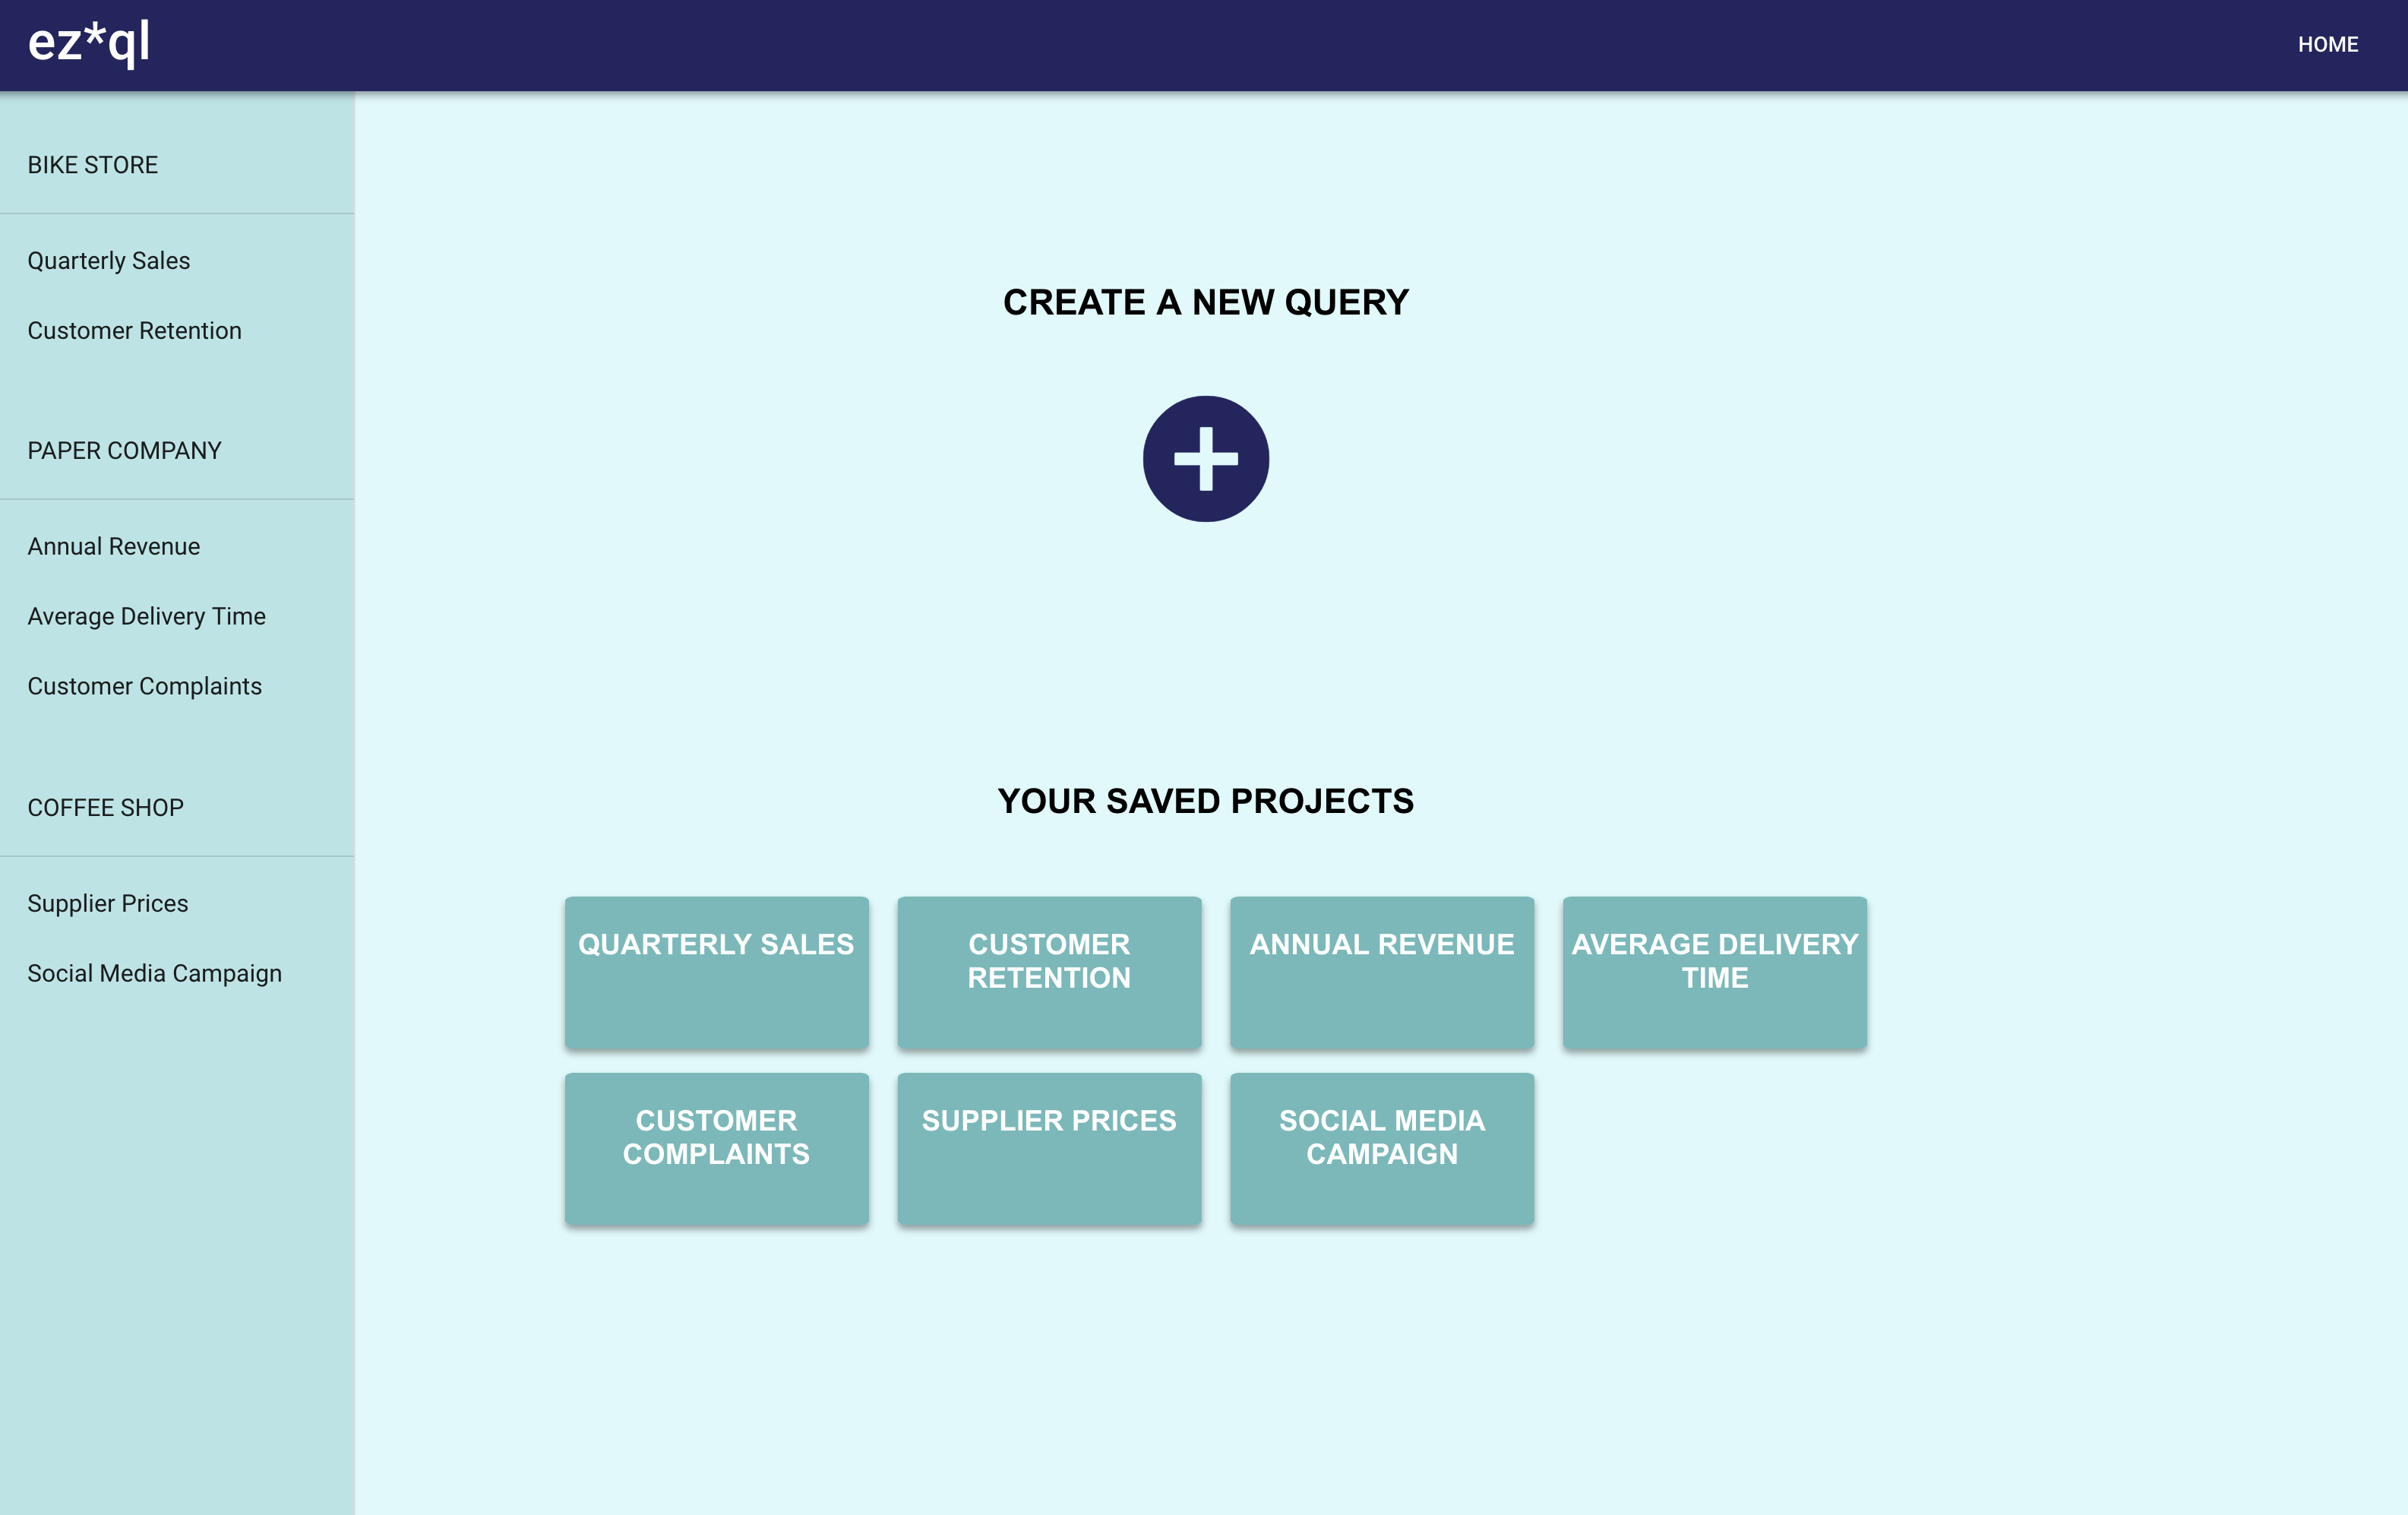 ez*ql
HOME
BIKE STORE
Quarterly Sales
Customer Retention
PAPER COMPANY
Annual Revenue
Average Delivery Time
Customer Complaints
COFFEE SHOP
Supplier Prices
Social Media Campaign
CREATE A NEW QUERY
YOUR SAVED PROJECTS
QUARTERLY SALES
CUSTOMER
RETENTION
ANNUAL REVENUE
AVERAGE DELIVERY
TIME
CUSTOMER
COMPLAINTS
SUPPLIER PRICES
SOCIAL MEDIA
CAMPAIGN